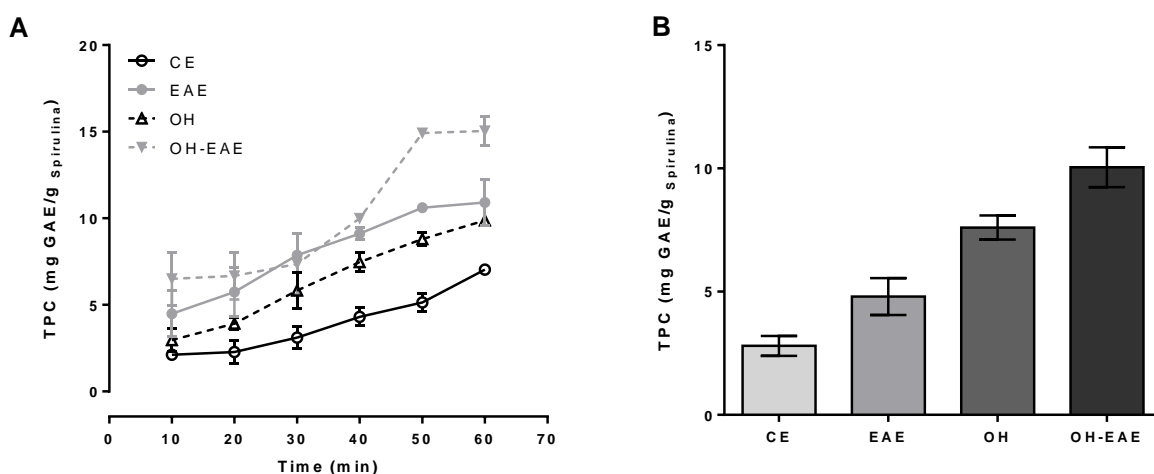 A
TPC (mg GAE/g spirulina)
20
15
10
5
0
CE
EAE
OH
OH-EAE
0 10 20 30 40 50 60 70
Time (min)
B
TPC (mg GAE/g spirulina)
15
10
5
0
CE EAE OH OH-EAE